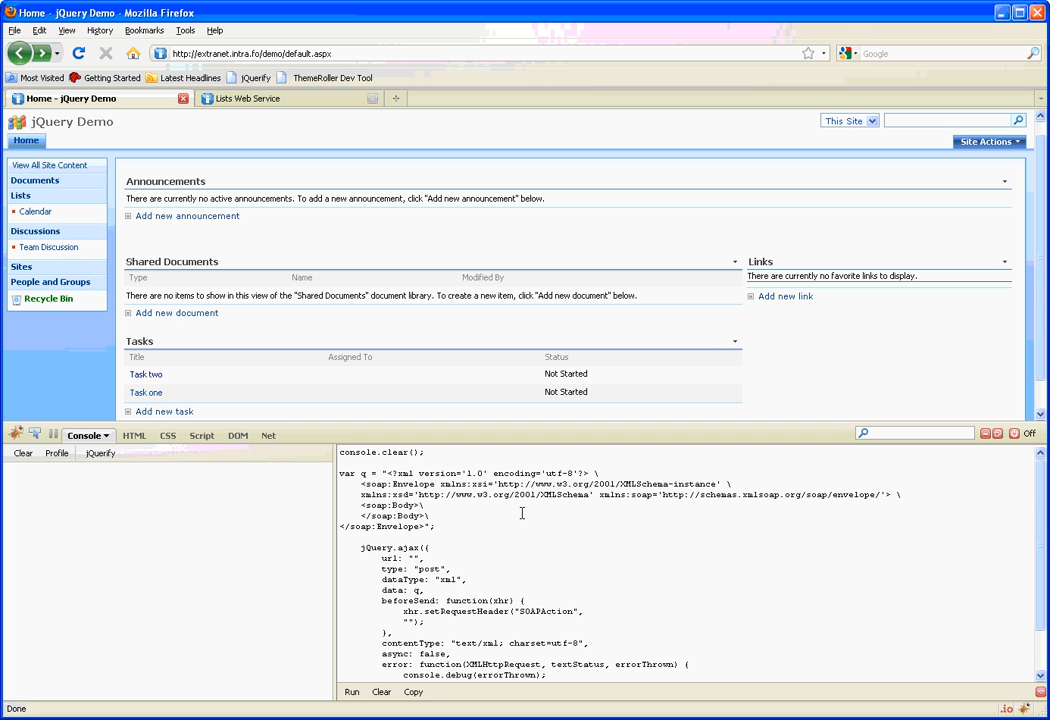 Home - jQuery Demo - Mozilla Firefox
File Edit View History Bookmarks Tools Help
http://extranet.intra.fo/demo/default.aspx
Google
Most Visited Getting Started Latest Headlines jQuerify ThemeRoller Dev Tool
Home - jQuery Demo Lists Web Service
jQuery Demo
This Site
Home
Site Actions
View All Site Content
Documents
Lists
Calendar
Discussions
Team Discussion
Sites
People and Groups
Recycle Bin
Announcements
There are currently no active announcements. To add a new announcement, click "Add new announcement" below.
Add new announcement
Shared Documents
Type Name Modified By
There are no items to show in this view of the "Shared Documents" document library. To create a new item, click "Add new document" below.
Add new document
Links
There are currently no favorite links to display.
Add new link
Tasks
Title Assigned To Status
Task two Not Started
Task one Not Started
Add new task
Console HTML CSS Script DOM Net
Off
Clear Profile jQuerify
console.clear();
var q = "<?xml version='1.0' encoding='utf-8'?> \
<soap:Envelope xmlns:xsi='http://www.w3.org/2001/XMLSchema-instance' \
xmlns:xsd='http://www.w3.org/2001/XMLSchema' xmlns:soap='http://schemas.xmlsoap.org/soap/envelope/'> \
<soap:Body>\
</soap:Body>\
</soap:Envelope>";
jQuery.ajax({
url: "",
type: "post",
dataType: "xml",
data: q,
beforeSend: function(xhr) {
xhr.setRequestHeader("SOAPAction",
"");
},
contentType: "text/xml; charset=utf-8",
async: false,
error: function(XMLHttpRequest, textStatus, errorThrown) {
console.debug(errorThrown);
Run Clear Copy
Done
.io